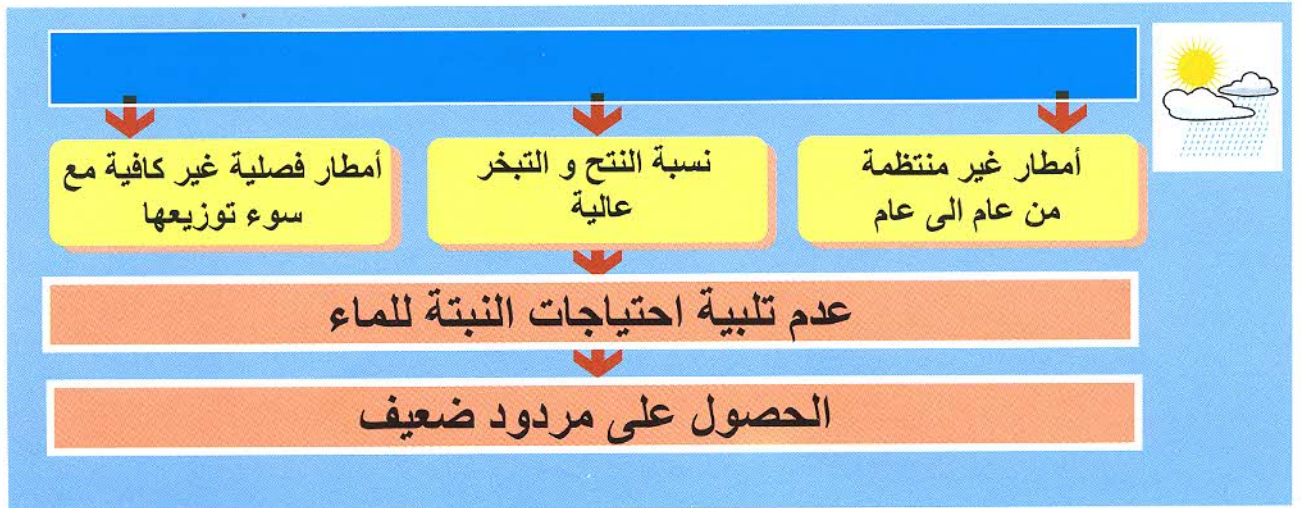 أمطار غير منتظمة
من عام الى عام
نسبة النتح و التبخر
عالية
أمطار فصلية غير كافية مع
سوء توزيعها
عدم تلبية احتياجات النبتة للماء
الحصول على مردود ضعيف